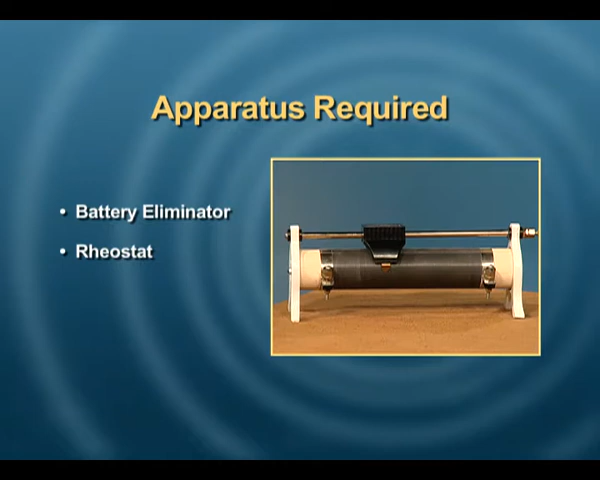 Apparatus Required
• Battery Eliminator
• Rheostat